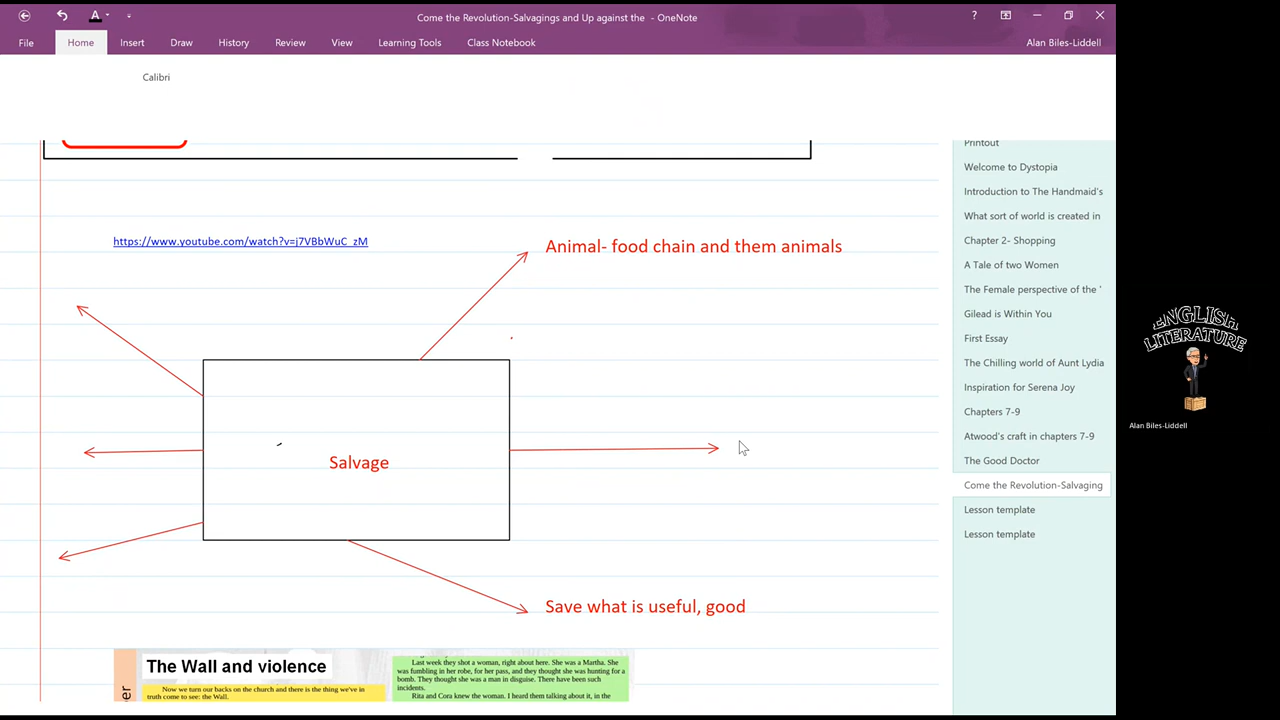 Come the Revolution-Salvagings and Up against the - OneNote
File Home Insert Draw History Review View Learning Tools Class Notebook Alan Biles-Liddell
Calibri
https://www.youtube.com/watch?v=j7VBbWuC_zM
Animal- food chain and them animals
Salvage
Save what is useful, good
The Wall and violence
Now we turn our backs on the church and there is the thing we've in
truth come to see: the Wall.
Last week they shot a woman, right about here. She was a Martha. She
was fumbling in her robe, for her pass, and they thought she was hunting for a
bomb. They thought she was a man in disguise. There have been such
incidents.
Rita and Cora knew the woman. I heard them talking about it, in the
Printout
Welcome to Dystopia
Introduction to The Handmaid's
What sort of world is created in
Chapter 2- Shopping
A Tale of two Women
The Female perspective of the '
Gilead is Within You
First Essay
The Chilling world of Aunt Lydia
Inspiration for Serena Joy
Chapters 7-9
Atwood's craft in chapters 7-9
The Good Doctor
Come the Revolution-Salvaging
Lesson template
Lesson template
ENGLISH
LITERATURE
Alan Biles-Liddell